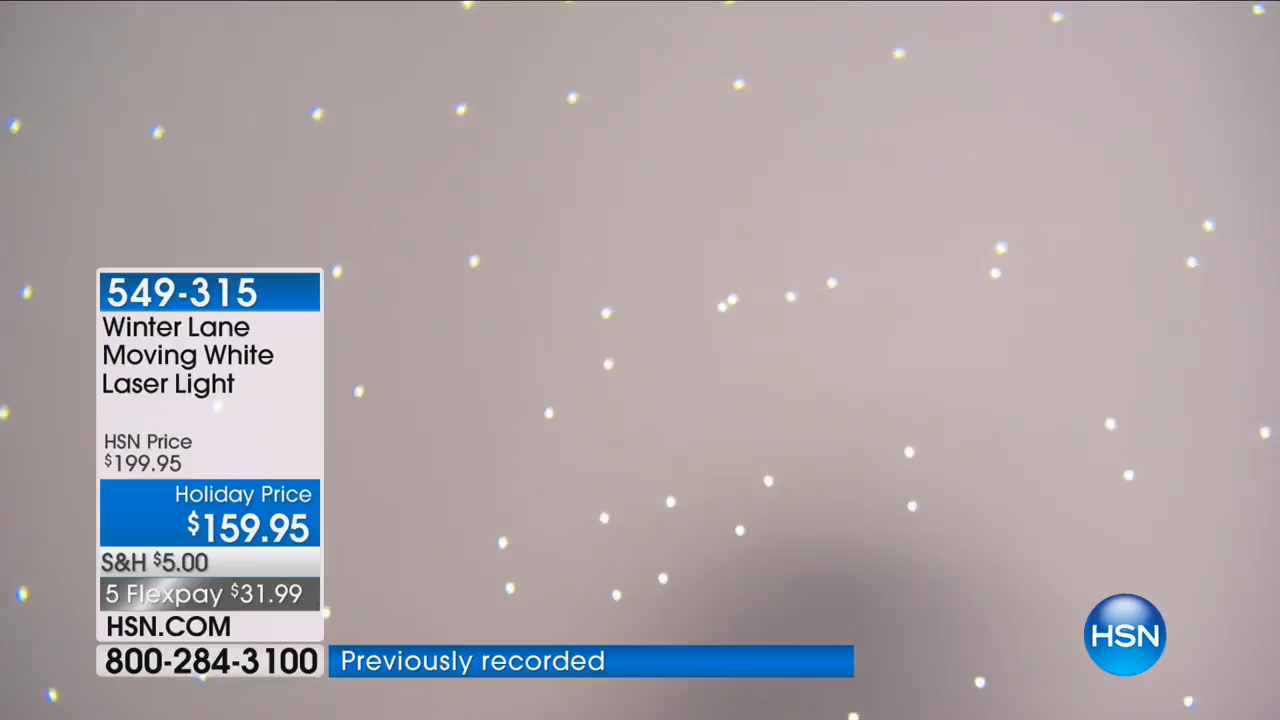 549-315
Winter Lane
Moving White
Laser Light
HSN Price
$199.95
Holiday Price
$159.95
S&H $5.00
5 Flexpay $31.99
HSN.COM
800-284-3100
Previously recorded
HSN